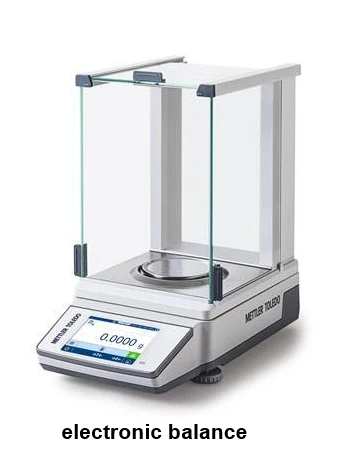 METTLER TOLEDO
METTLER TOLEDO
0.0000 g
electronic balance